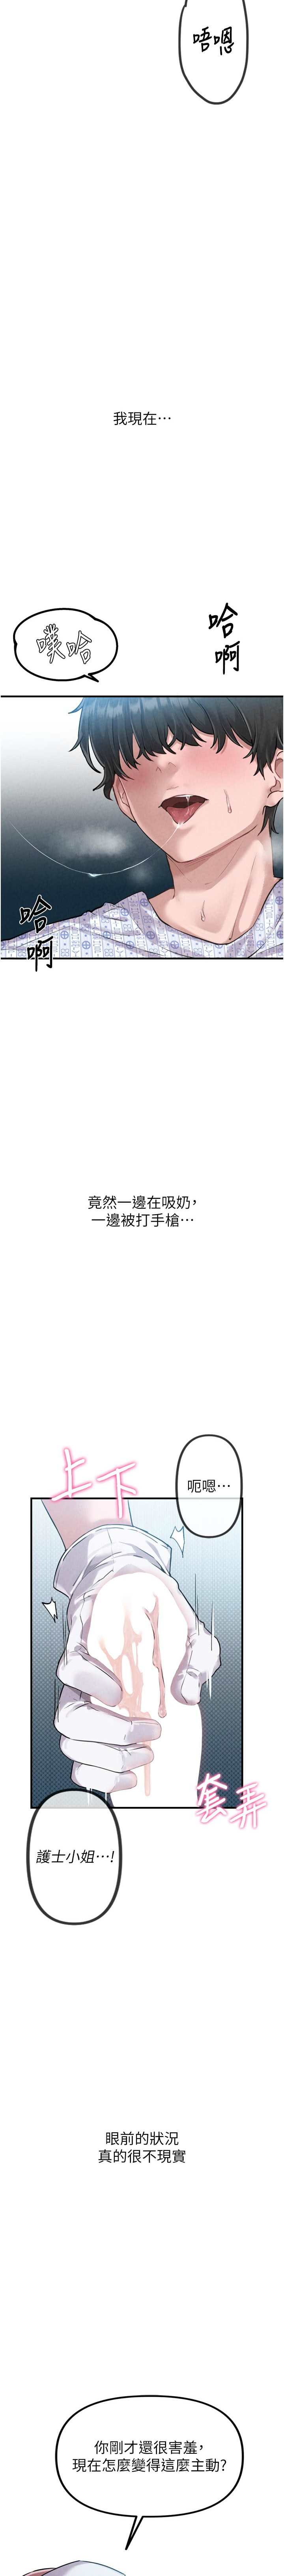 唔嗯
我現在…
哈
啊
噗哈
哈
啊
竟然一邊在吸奶，
一邊被打手槍…
上下
呃嗯…
套弄
護士小姐…!
眼前的狀況
真的很不現實
你剛才還很害羞，
現在怎麼變得這麼主動?